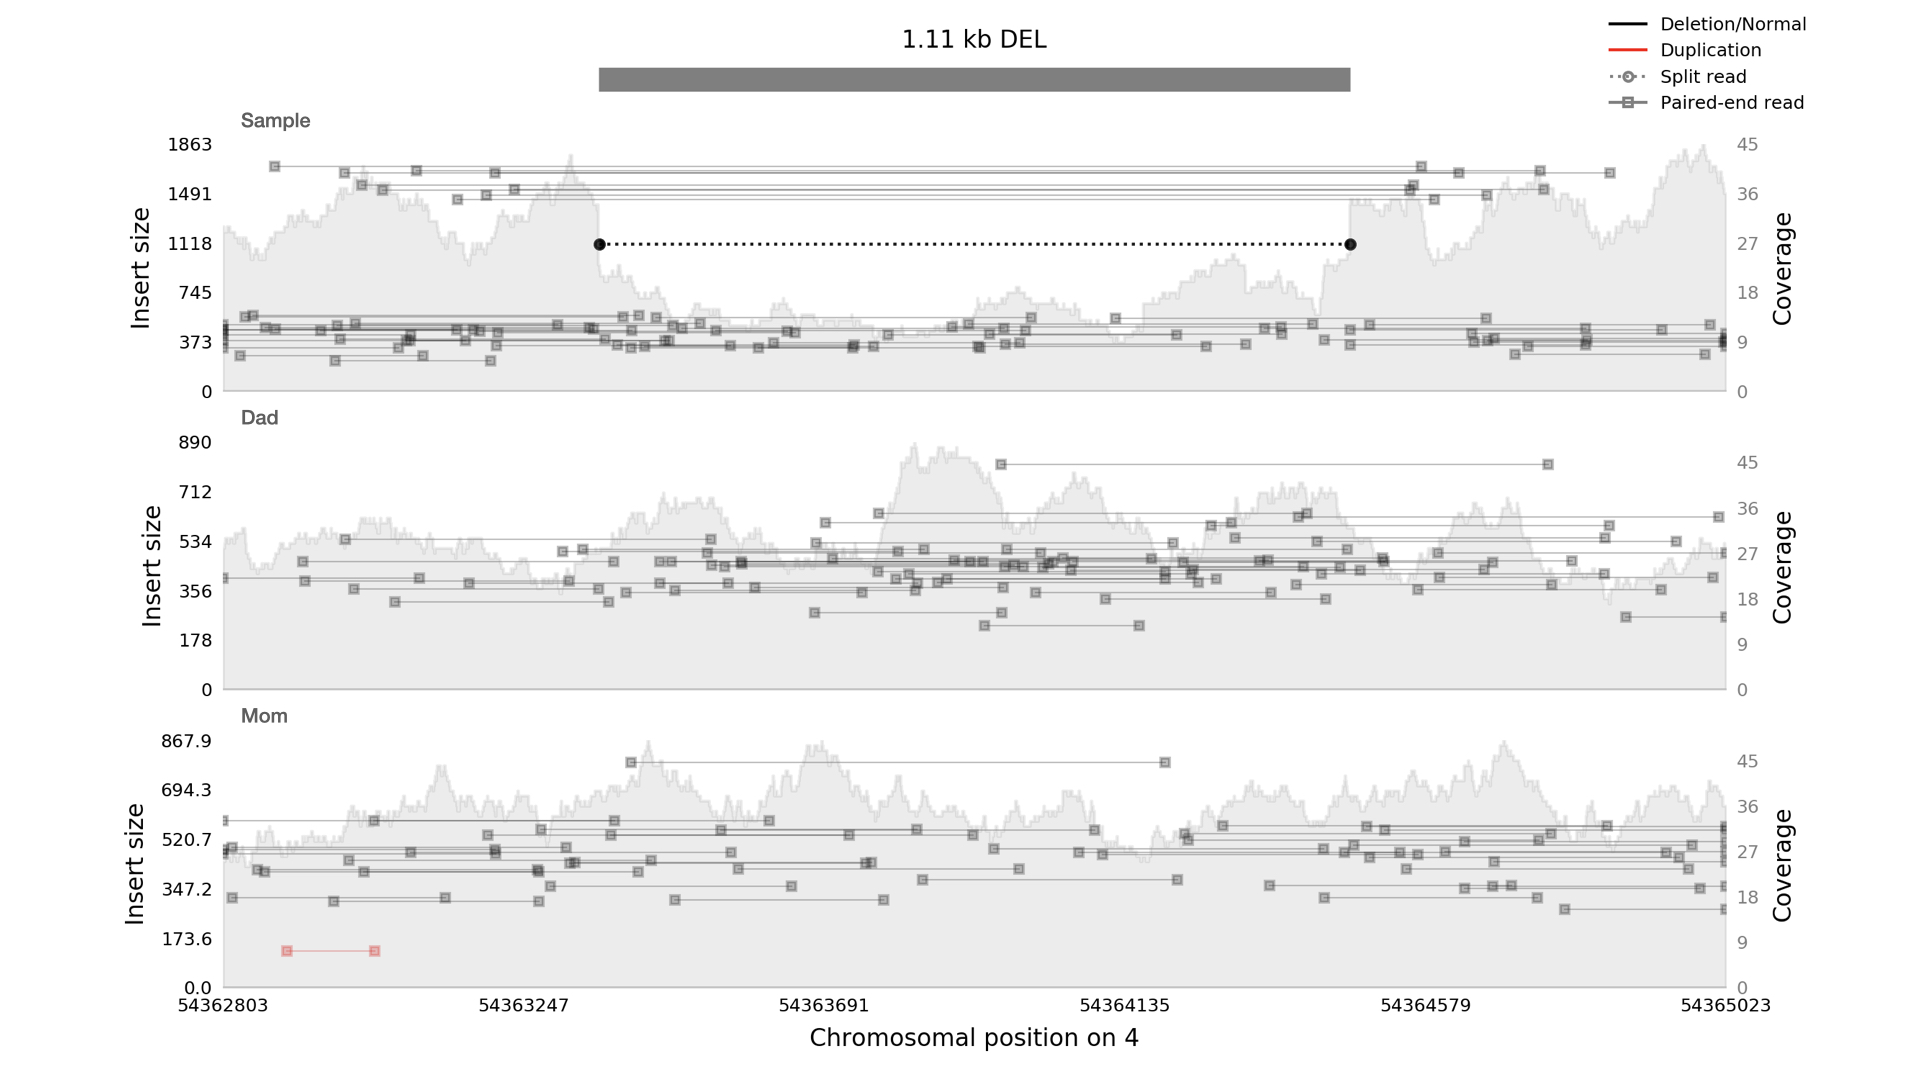 1.11 kb DEL
Deletion/Normal
Duplication
Split read
Paired-end read
Sample
1863
1491
1118
745
373
0
Insert size
45
36
27
18
9
0
Coverage
Dad
890
712
534
356
178
0
Insert size
45
36
27
18
9
0
Coverage
Mom
867.9
694.3
520.7
347.2
173.6
0.0
Insert size
45
36
27
18
9
0
Coverage
54362803 54363247 54363691 54364135 54364579 54365023
Chromosomal position on 4